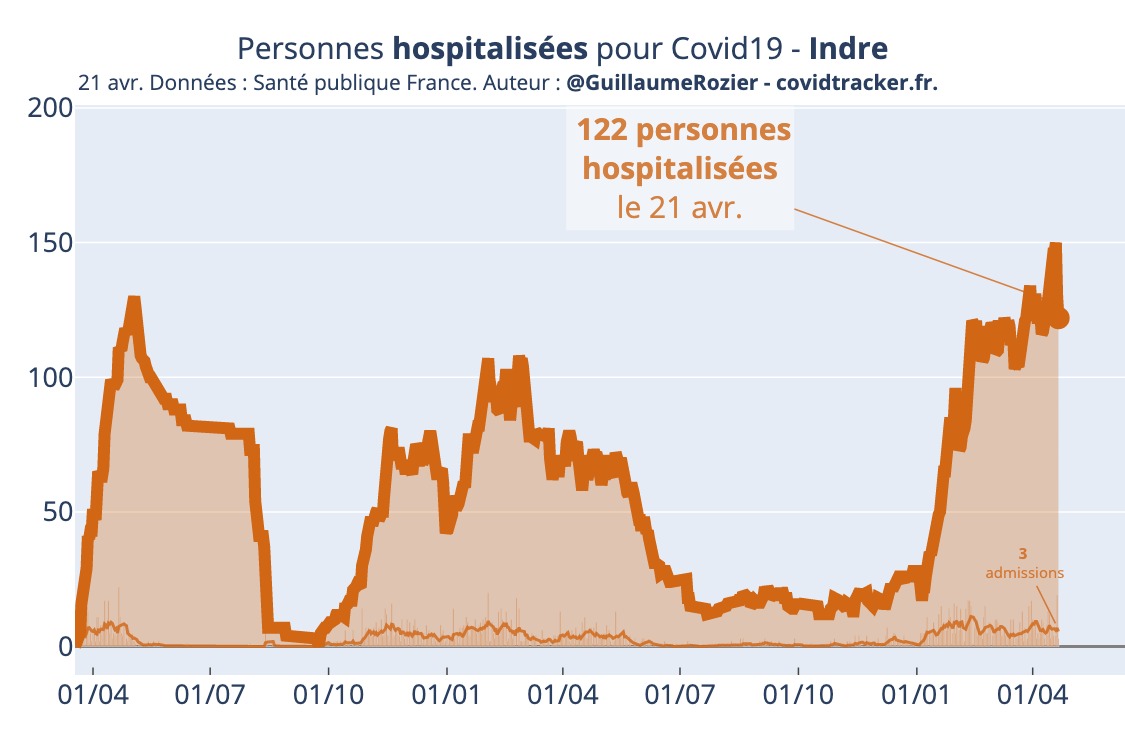 Personnes hospitalisées pour Covid19 - Indre
21 avr. Données : Santé publique France. Auteur : @GuillaumeRozier - covidtracker.fr.
200
122 personnes
hospitalisées
le 21 avr.
150
100
50
3
admissions
0
01/04 01/07 01/10 01/01 01/04 01/07 01/10 01/01 01/04